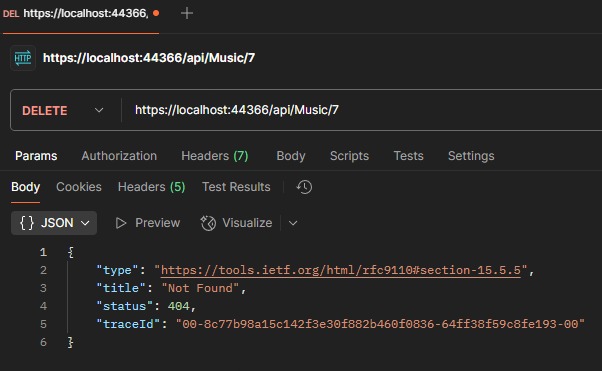 DEL https://localhost:44366,
HTTP https://localhost:44366/api/Music/7
DELETE https://localhost:44366/api/Music/7
Params Authorization Headers (7) Body Scripts Tests Settings
Body Cookies Headers (5) Test Results
{} JSON Preview Visualize
1 {
2 "type": "https://tools.ietf.org/html/rfc9110#section-15.5.5",
3 "title": "Not Found",
4 "status": 404,
5 "traceId": "00-8c77b98a15c142f3e30f882b460f0836-64ff38f59c8fe193-00"
6 }